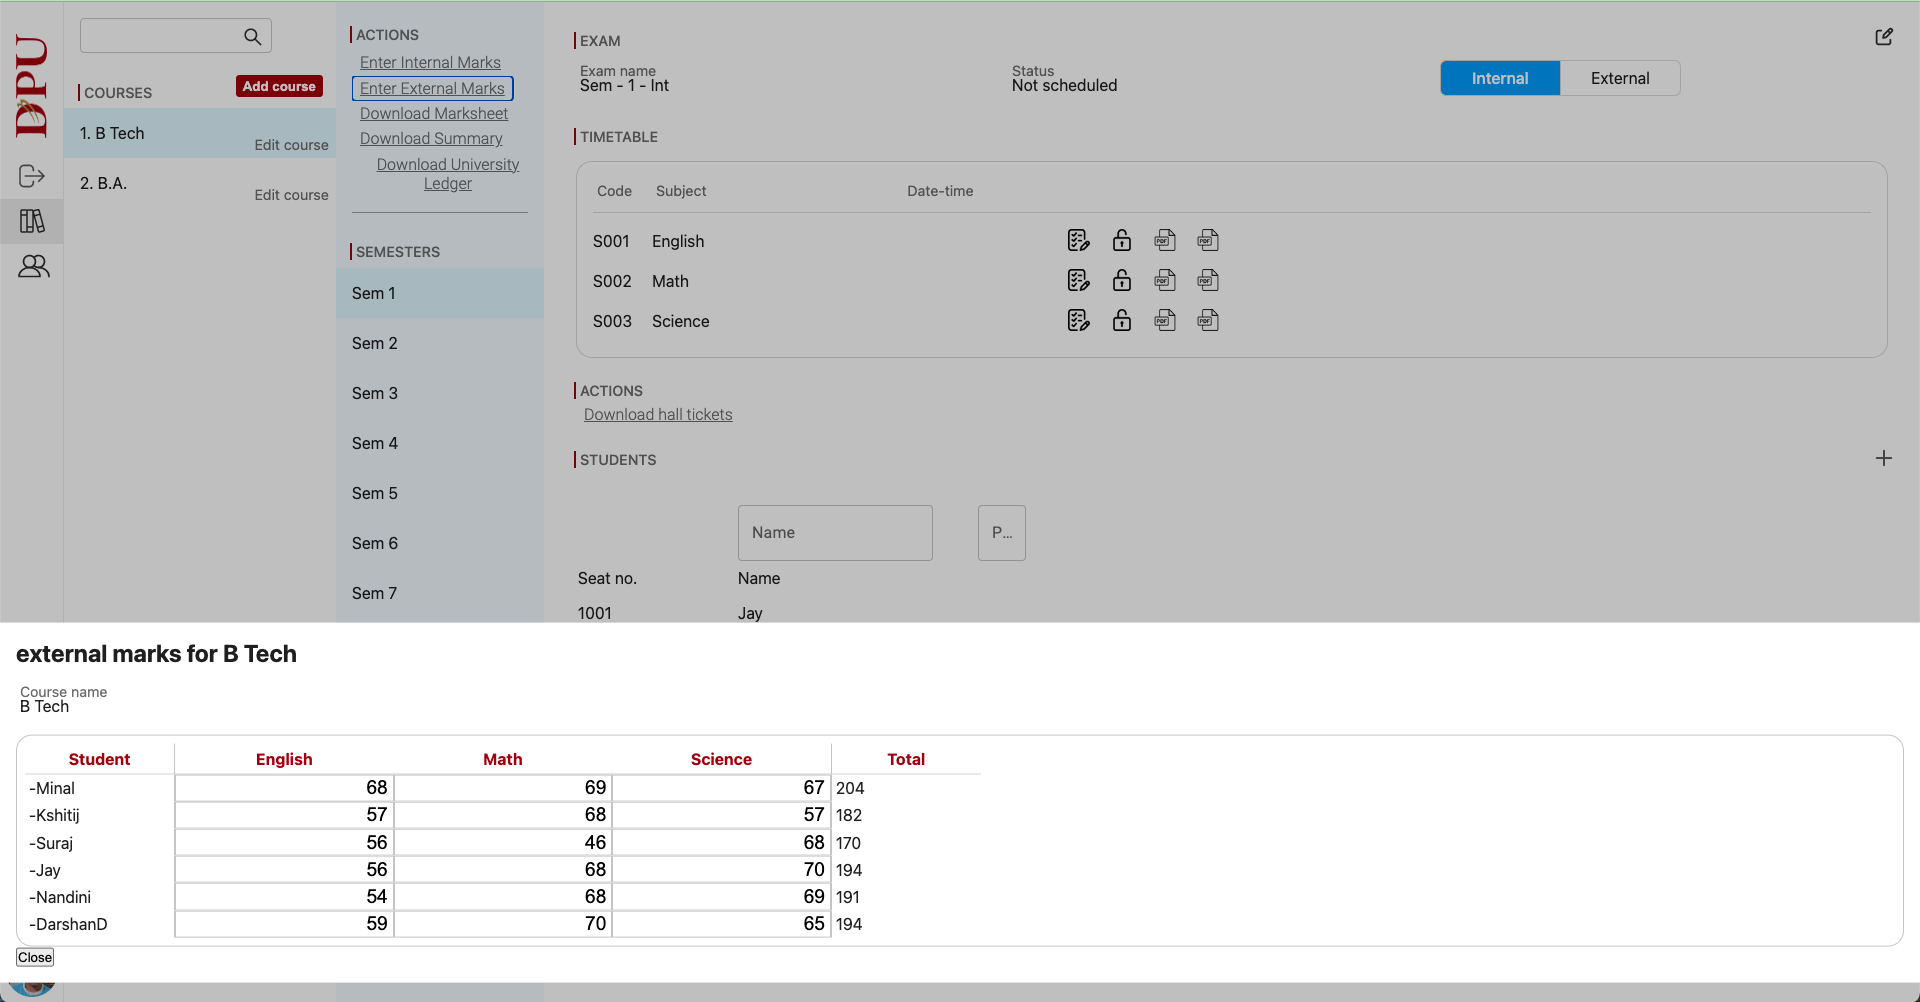 DPU
COURSES
Add course
1. B Tech
Edit course
2. B.A.
Edit course
ACTIONS
Enter Internal Marks
Enter External Marks
Download Marksheet
Download Summary
Download University
Ledger
SEMESTERS
Sem 1
Sem 2
Sem 3
Sem 4
Sem 5
Sem 6
Sem 7
EXAM
Exam name
Sem - 1 - Int
Status
Not scheduled
Internal External
TIMETABLE
Code Subject Date-time
S001 English PDF PDF
S002 Math PDF PDF
S003 Science PDF PDF
ACTIONS
Download hall tickets
STUDENTS
Name P...
Seat no. Name
1001 Jay
external marks for B Tech
Course name
B Tech
Student English Math Science Total
-Minal 68 69 67 204
-Kshitij 57 68 57 182
-Suraj 56 46 68 170
-Jay 56 68 70 194
-Nandini 54 68 69 191
-DarshanD 59 70 65 194
Close